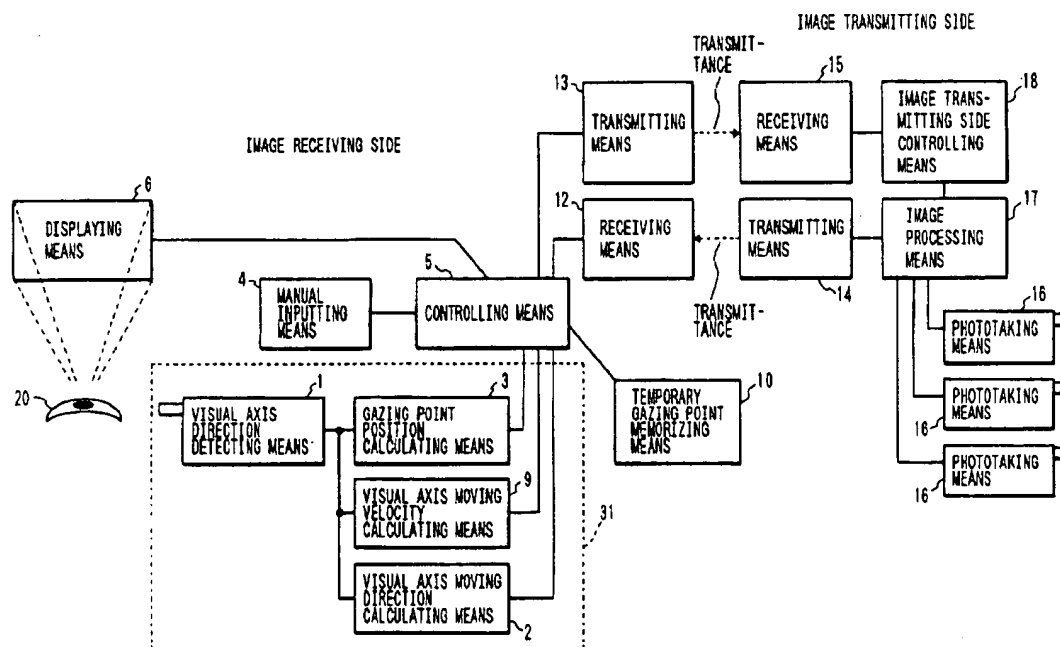 IMAGE TRANSMITTING SIDE
TRANSMIT-
TANCE
13
15
18
TRANSMITTING
MEANS
RECEIVING
MEANS
IMAGE TRANS-
MITTING SIDE
CONTROLLING
MEANS
IMAGE RECEIVING SIDE
6
DISPLAYING
MEANS
12
RECEIVING
MEANS
TRANSMITTING
MEANS
14
IMAGE
PROCESSING
MEANS
17
TRANSMIT-
TANCE
4
MANUAL
INPUTTING
MEANS
5
CONTROLLING MEANS
16
PHOTOTAKING
MEANS
PHOTOTAKING
MEANS
16
PHOTOTAKING
MEANS
16
20
1
VISUAL AXIS
DIRECTION
DETECTING MEANS
3
GAZING POINT
POSITION
CALCULATING MEANS
10
TEMPORARY
GAZING POINT
MEMORIZING
MEANS
9
VISUAL AXIS MOVING
VELOCITY
CALCULATING MEANS
31
VISUAL AXIS MOVING
DIRECTION
CALCULATING MEANS
2